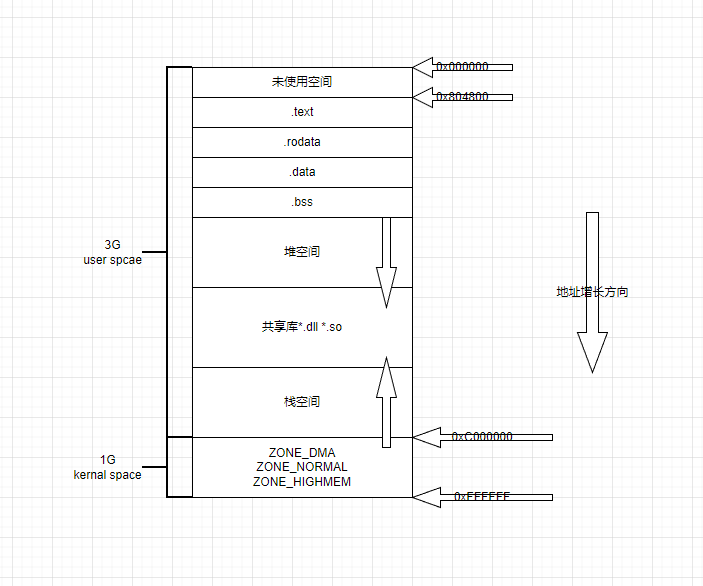 0x000000
未使用空间
0x804800
.text
.rodata
.data
.bss
3G
user spcae
堆空间
地址增长方向
共享库*.dll *.so
栈空间
0xC000000
1G
kernal space
ZONE_DMA
ZONE_NORMAL
ZONE_HIGHMEM
0xFFFFFF